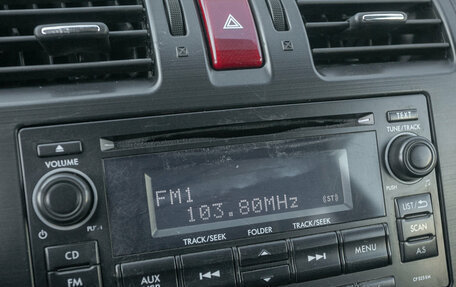 TEXT
VOLUME
TUNE/TRACK
FM1
103.80MHz
(ST)
PUSH
LIST/
TRACK/SEEK
FOLDER
TRACK/SEEK
SCAN
CD
MENU
A.S
AUX
FM